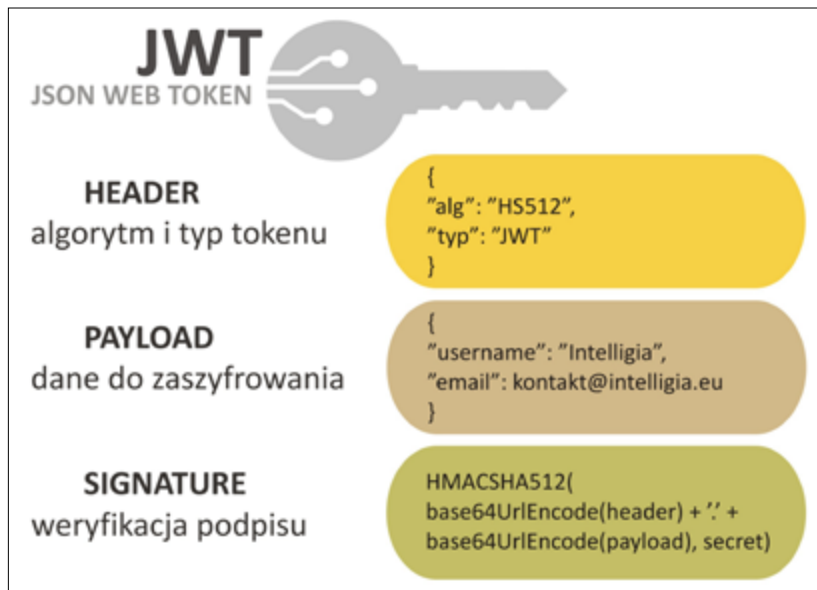 JWT
JSON WEB TOKEN
HEADER
algorytm i typ tokenu
{
”alg”: ”HS512”,
”typ”: ”JWT”
}
PAYLOAD
dane do zaszyfrowania
{
”username”: ”Intelligia”,
”email”: kontakt@intelligia.eu
}
SIGNATURE
weryfikacja podpisu
HMACSHA512(
base64UrlEncode(header) + ’.’ +
base64UrlEncode(payload), secret)